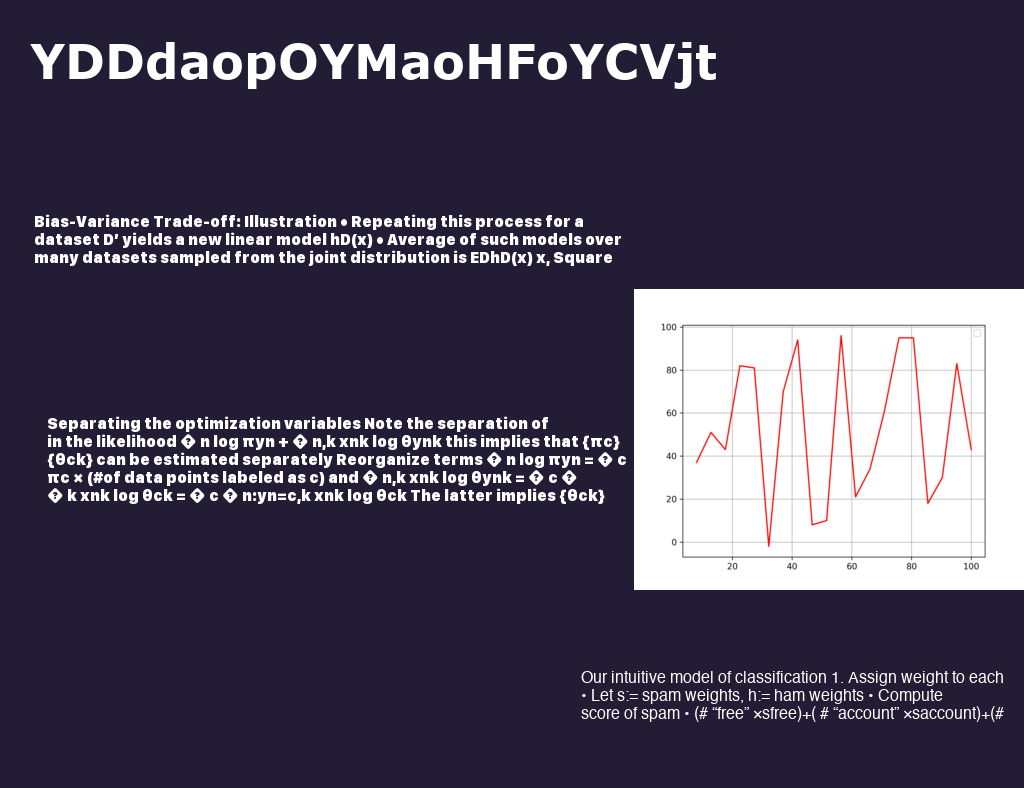 YDDdaopOYMaoHFoYCVjt
Bias-Variance Trade-off: Illustration • Repeating this process for a
dataset D′ yields a new linear model hD(x) • Average of such models over
many datasets sampled from the joint distribution is EDhD(x) x, Square
100
80
60
40
20
0
20 40 60 80 100
Separating the optimization variables Note the separation of
in the likelihood � n log πyn + � n,k xnk log θynk this implies that {πc}
{θck} can be estimated separately Reorganize terms � n log πyn = � c
πc × (#of data points labeled as c) and � n,k xnk log θynk = � c �
� k xnk log θck = � c � n:yn=c,k xnk log θck The latter implies {θck}
Our intuitive model of classification 1. Assign weight to each
• Let s:= spam weights, h:= ham weights • Compute
score of spam • (# “free” ×sfree)+( # “account” ×saccount)+(#